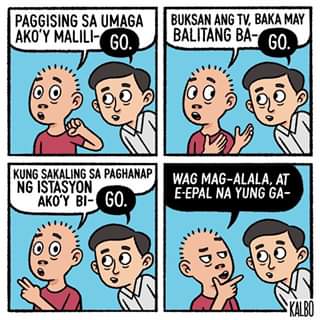 PAGGISING SA UMAGA
AKO'Y MALILI-
GO.
BUKSAN ANG TV, BAKA MAY
BALITANG BA-
GO.
KUNG SAKALING SA PAGHANAP
NG ISTASYON
AKO'Y BI-
GO.
WAG MAG-ALALA, AT
E-EPAL NA YUNG GA-
KALBO